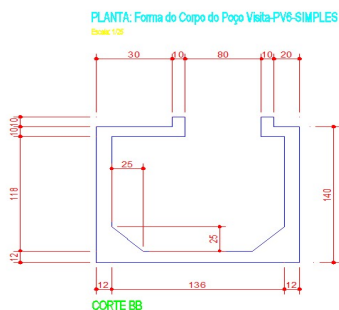 PLANTA: Forma do Corpo do Poço Visita-PV6-SIMPLES
Escala: 1/25
30 10 80 10 20
10
10
25
118
140
25
12
12 136 12
CORTE BB